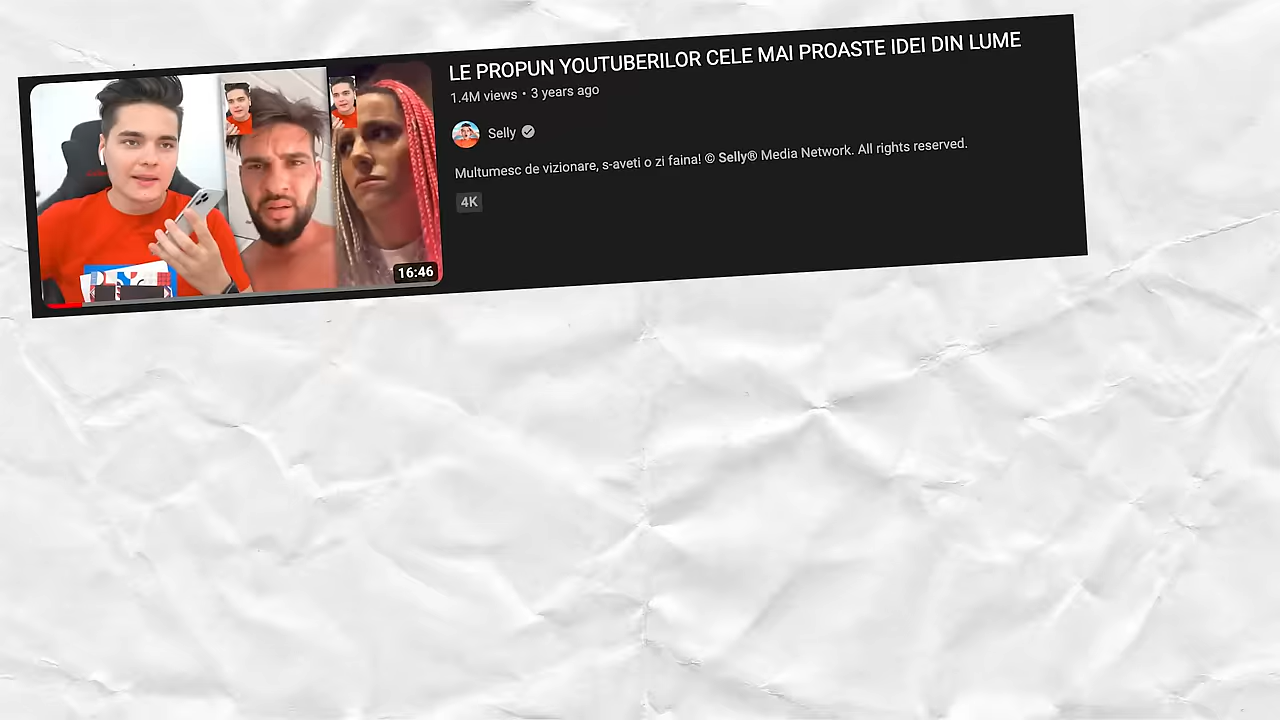 LE PROPUN YOUTUBERILOR CELE MAI PROASTE IDEI DIN LUME
1.4M views • 3 years ago
Selly
Multumesc de vizionare, s-aveti o zi faina! © Selly® Media Network. All rights reserved.
4K
16:46